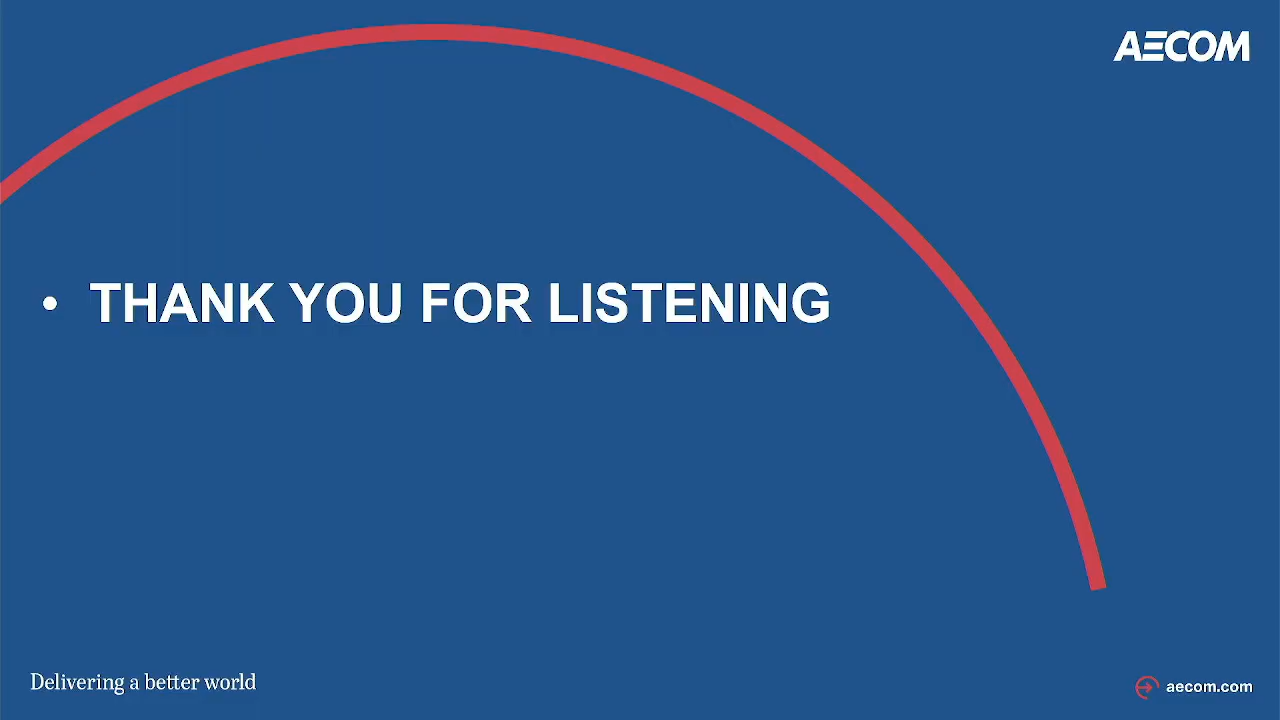 AECOM
• THANK YOU FOR LISTENING
Delivering a better world
aecom.com